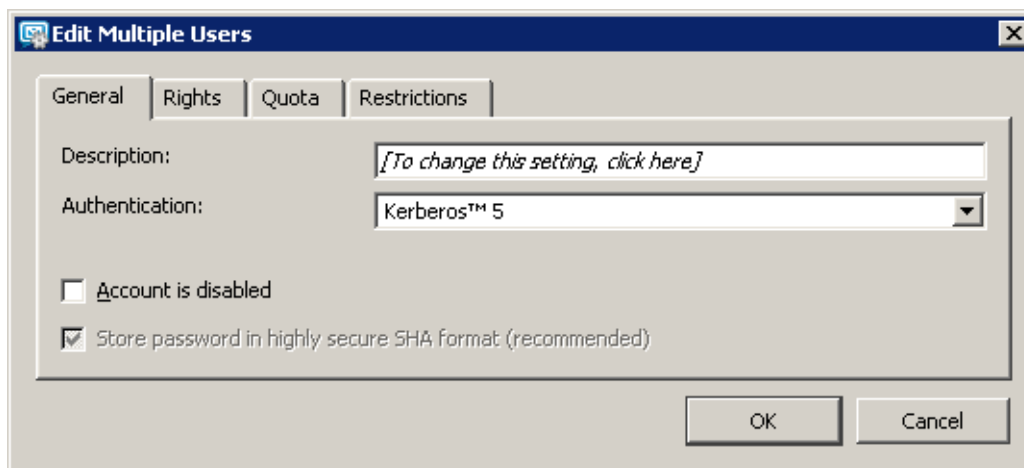 Edit Multiple Users
General Rights Quota Restrictions
Description: [To change this setting, click here]
Authentication: Kerberos™ 5
Account is disabled
Store password in highly secure SHA format (recommended)
OK Cancel